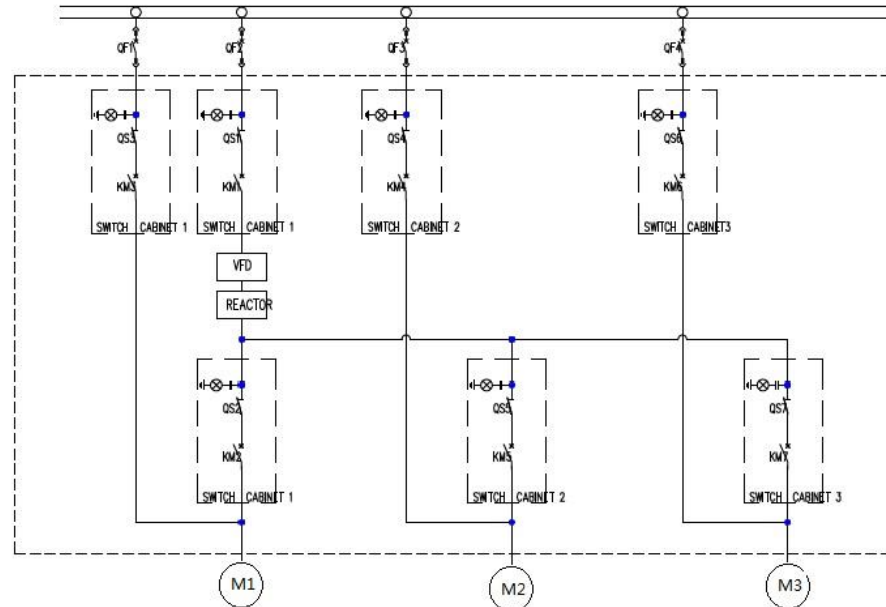 QF1 QF2 QF3 QF4
QS3 QS1 QS4 QS6
KM3 KM1 KM4 KM6
SWITCH CABINET 1 SWITCH CABINET 1 SWITCH CABINET 2 SWITCH CABINET3
VFD
REACTOR
QS2 QS5 QS7
KM2 KM5 KM7
SWITCH CABINET 1 SWITCH CABINET 2 SWITCH CABINET 3
M1 M2 M3